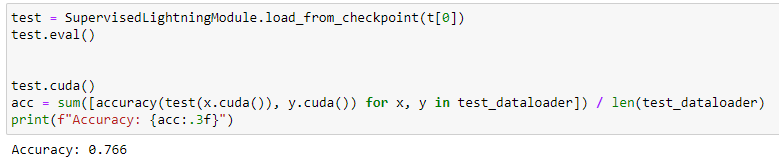 test = SupervisedLightningModule.load_from_checkpoint(t[0])
test.eval()
test.cuda()
acc = sum([accuracy(test(x.cuda()), y.cuda()) for x, y in test_dataloader]) / len(test_dataloader)
print(f"Accuracy: {acc:.3f}")
Accuracy: 0.766